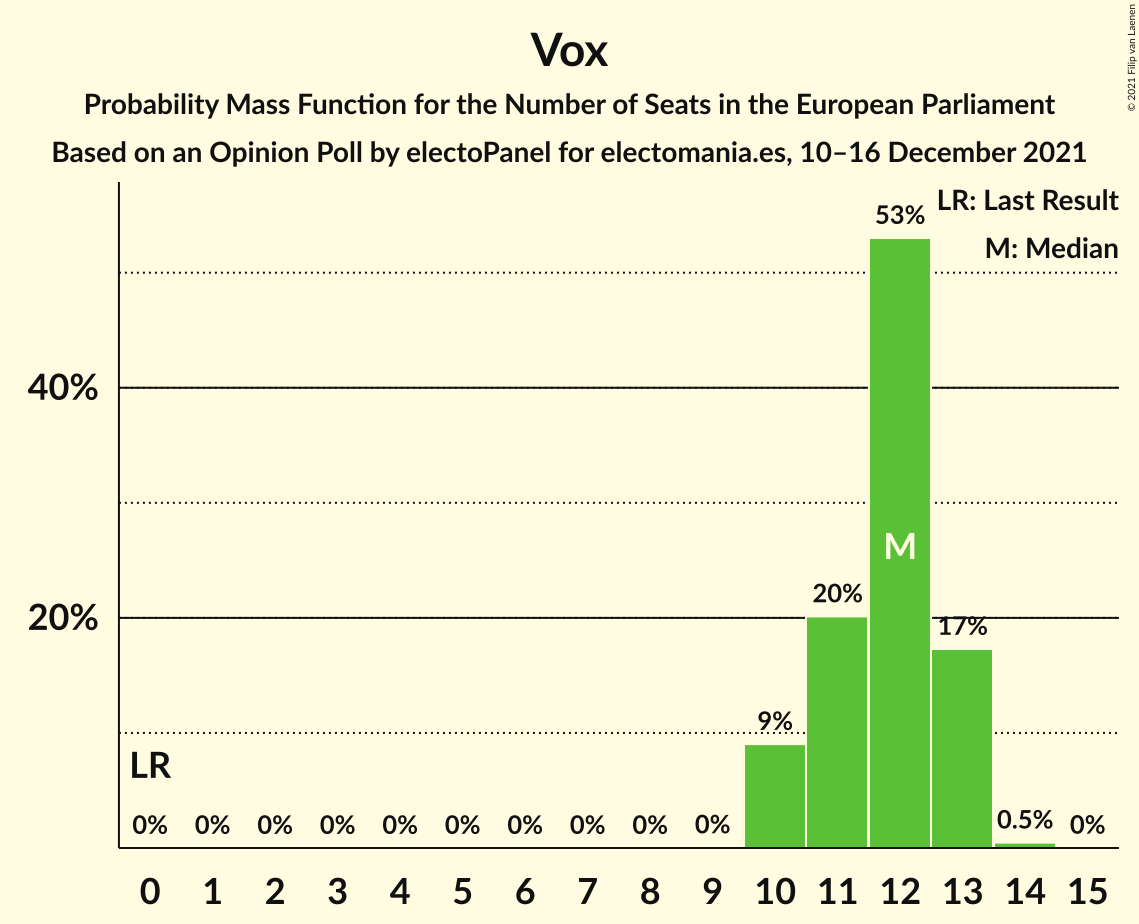 Vox
Probability Mass Function for the Number of Seats in the European Parliament
Based on an Opinion Poll by electoPanel for electomania.es, 10–16 December 2021
© 2021 Filip van Laenen
LR: Last Result
M: Median
53%
40%
M
20%
20%
17%
9%
LR
0% 0% 0% 0% 0% 0% 0% 0% 0% 0% 0.5% 0%
0 1 2 3 4 5 6 7 8 9 10 11 12 13 14 15